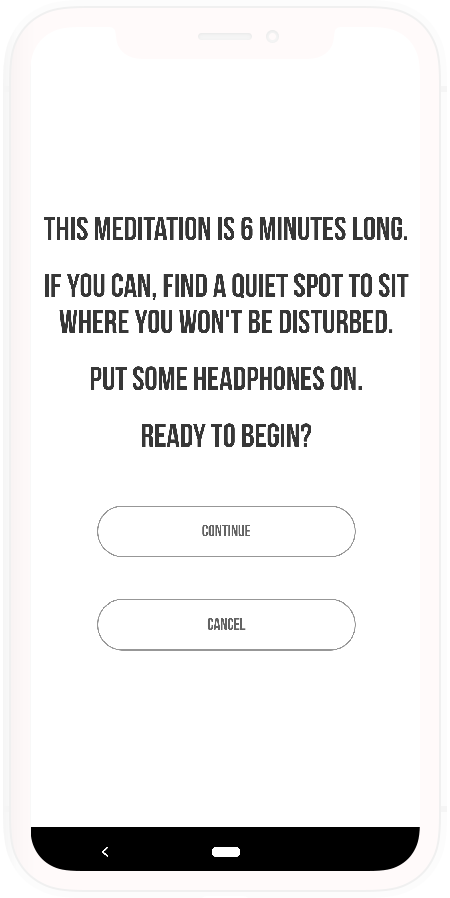 THIS MEDITATION IS 6 MINUTES LONG.
IF YOU CAN, FIND A QUIET SPOT TO SIT
WHERE YOU WON'T BE DISTURBED.
PUT SOME HEADPHONES ON.
READY TO BEGIN?
CONTINUE
CANCEL